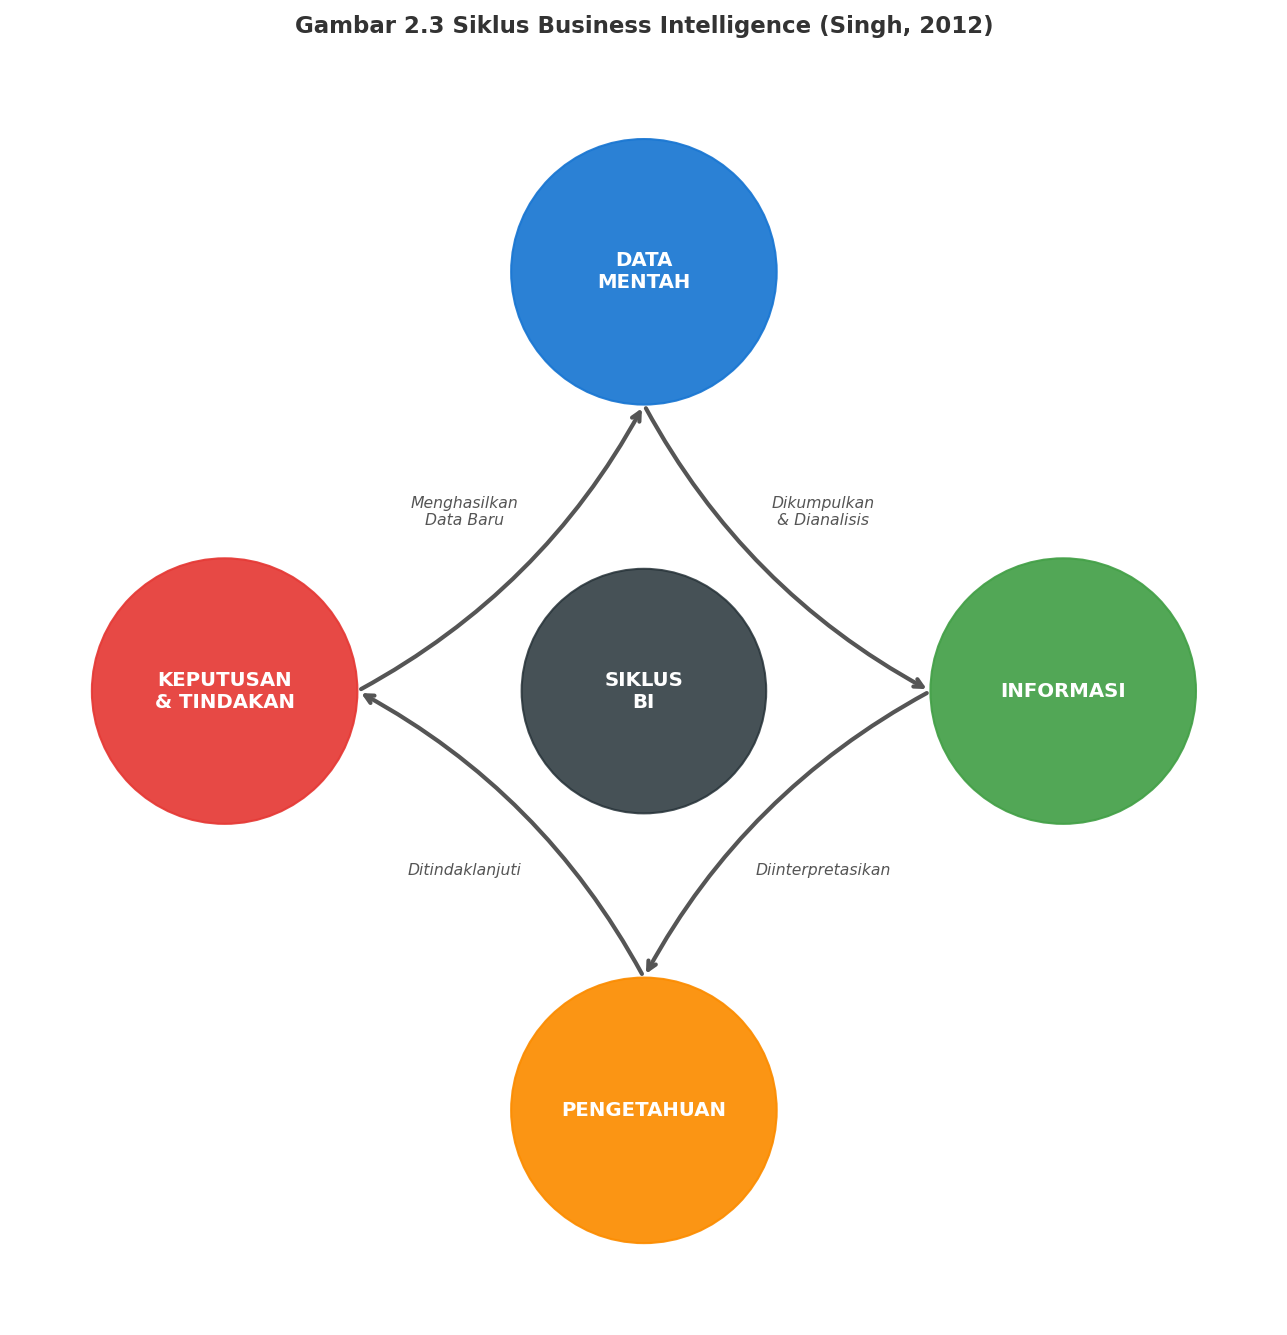 Gambar 2.3 Siklus Business Intelligence (Singh, 2012)
DATA
MENTAH
Menghasilkan
Data Baru
Dikumpulkan
& Dianalisis
KEPUTUSAN
& TINDAKAN
SIKLUS
BI
INFORMASI
Ditindaklanjuti
Diinterpretasikan
PENGETAHUAN